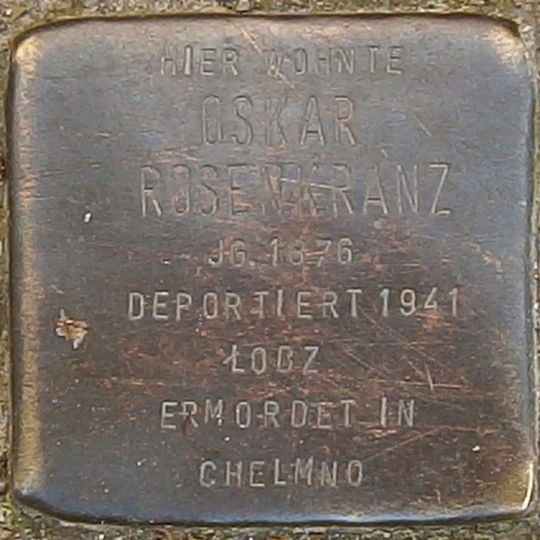 HIER WOHNTE
OSKAR
ROSENKRANZ
JG. 1876
DEPORTIERT 1941
ŁODZ
ERMORDET IN
CHELMNO